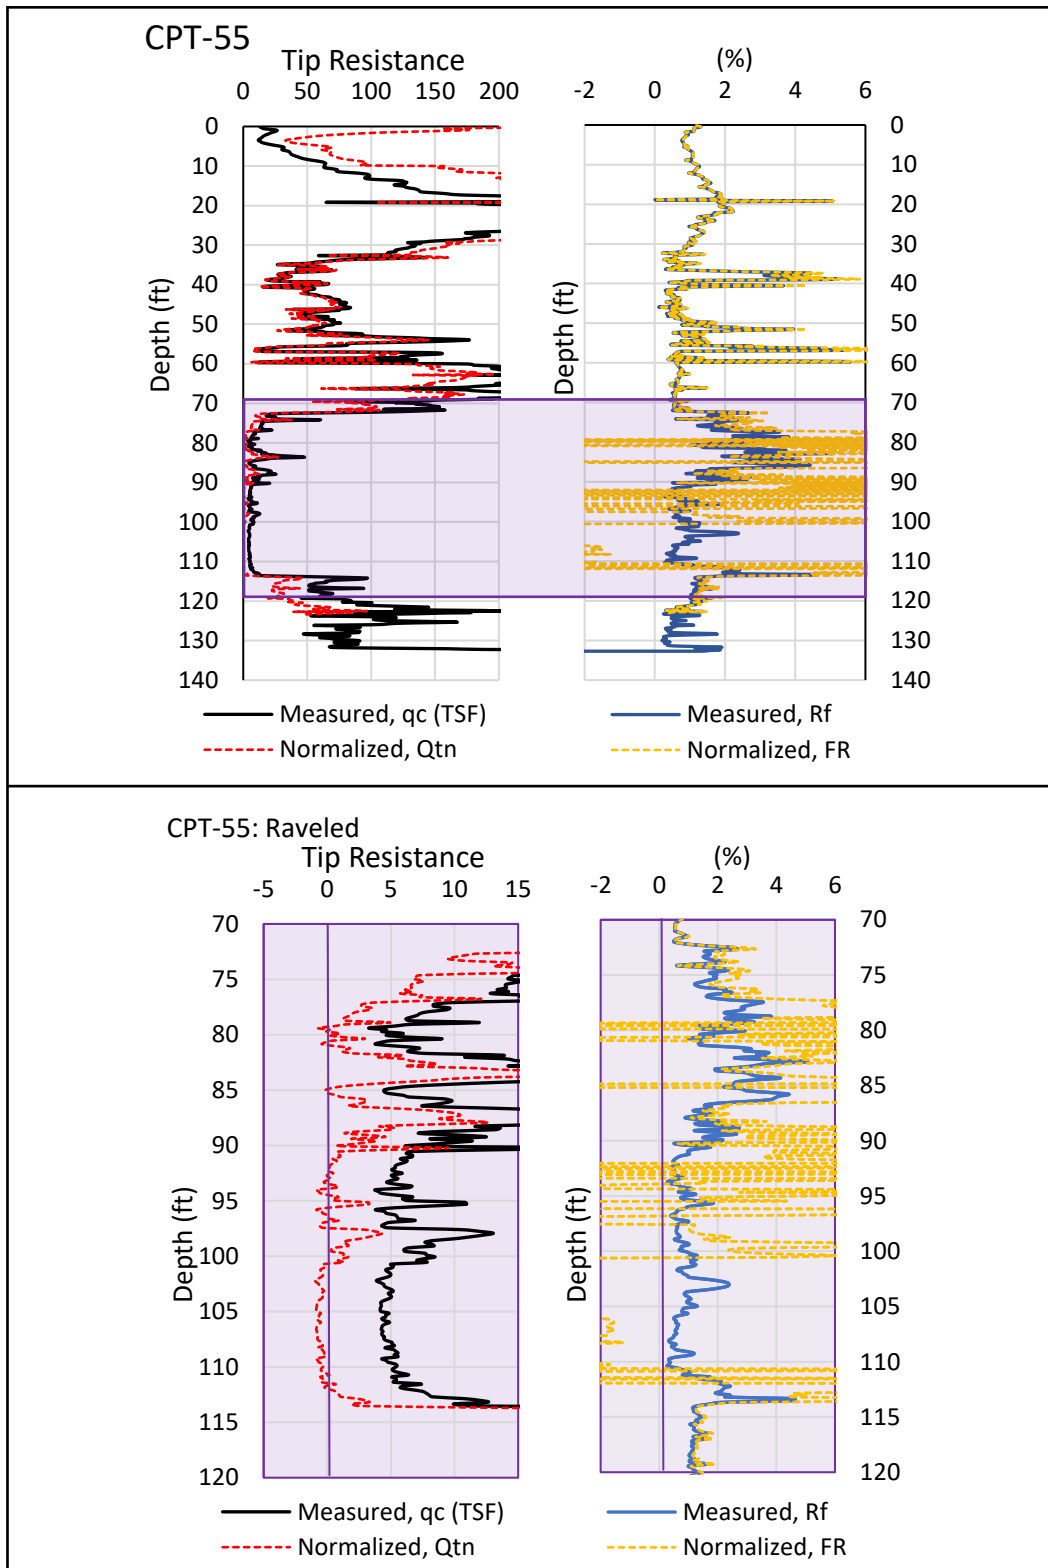 CPT-55
Tip Resistance
(%)
0 50 100 150 200
-2 0 2 4 6
0
10
20
30
40
50
60
70
80
90
100
110
120
130
140
Depth (ft)
Depth (ft)
0
10
20
30
40
50
60
70
80
90
100
110
120
130
140
Measured, qc (TSF)
Normalized, Qtn
Measured, Rf
Normalized, FR
CPT-55: Raveled
Tip Resistance
(%)
-5 0 5 10 15
-2 0 2 4 6
70
75
80
85
90
95
100
105
110
115
120
Depth (ft)
Depth (ft)
70
75
80
85
90
95
100
105
110
115
120
Measured, qc (TSF)
Normalized, Qtn
Measured, Rf
Normalized, FR